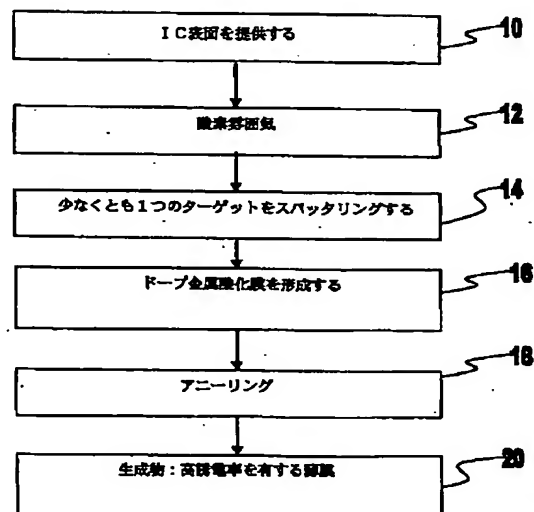 IC表面を提供する
10
酸素雰囲気
12
少なくとも1つのターゲットをスパッタリングする
14
ドープ金属酸化膜を形成する
16
アニーリング
18
生成物:高誘電率を有する薄膜
20